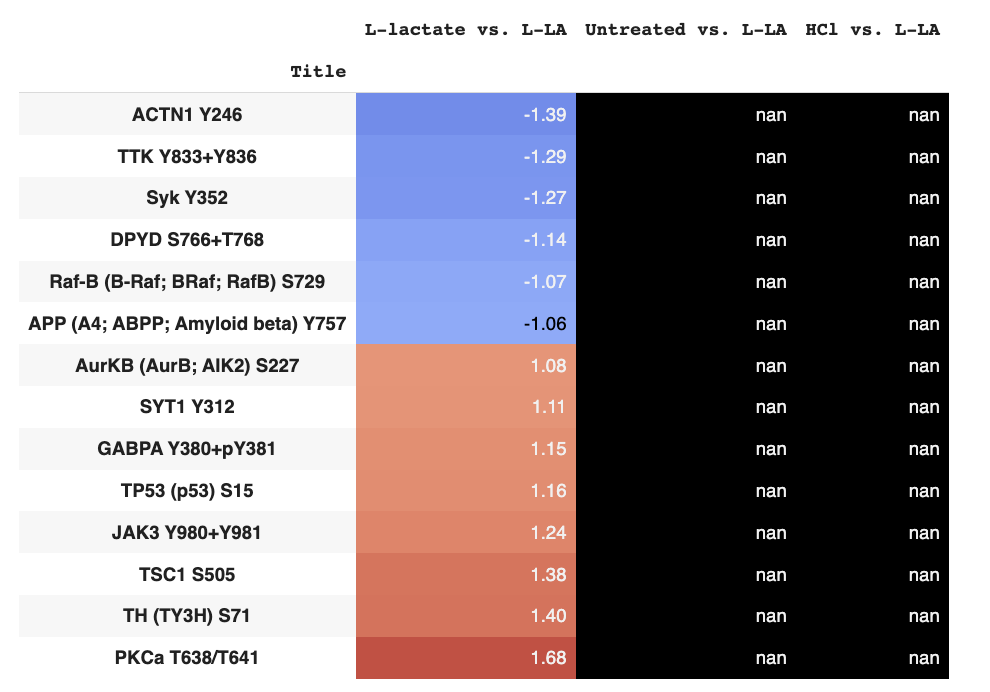 L-lactate vs. L-LA Untreated vs. L-LA HCl vs. L-LA
Title
ACTN1 Y246 -1.39 nan nan
TTK Y833+Y836 -1.29 nan nan
Syk Y352 -1.27 nan nan
DPYD S766+T768 -1.14 nan nan
Raf-B (B-Raf; BRaf; RafB) S729 -1.07 nan nan
APP (A4; ABPP; Amyloid beta) Y757 -1.06 nan nan
AurKB (AurB; AIK2) S227 1.08 nan nan
SYT1 Y312 1.11 nan nan
GABPA Y380+pY381 1.15 nan nan
TP53 (p53) S15 1.16 nan nan
JAK3 Y980+Y981 1.24 nan nan
TSC1 S505 1.38 nan nan
TH (TY3H) S71 1.40 nan nan
PKCa T638/T641 1.68 nan nan